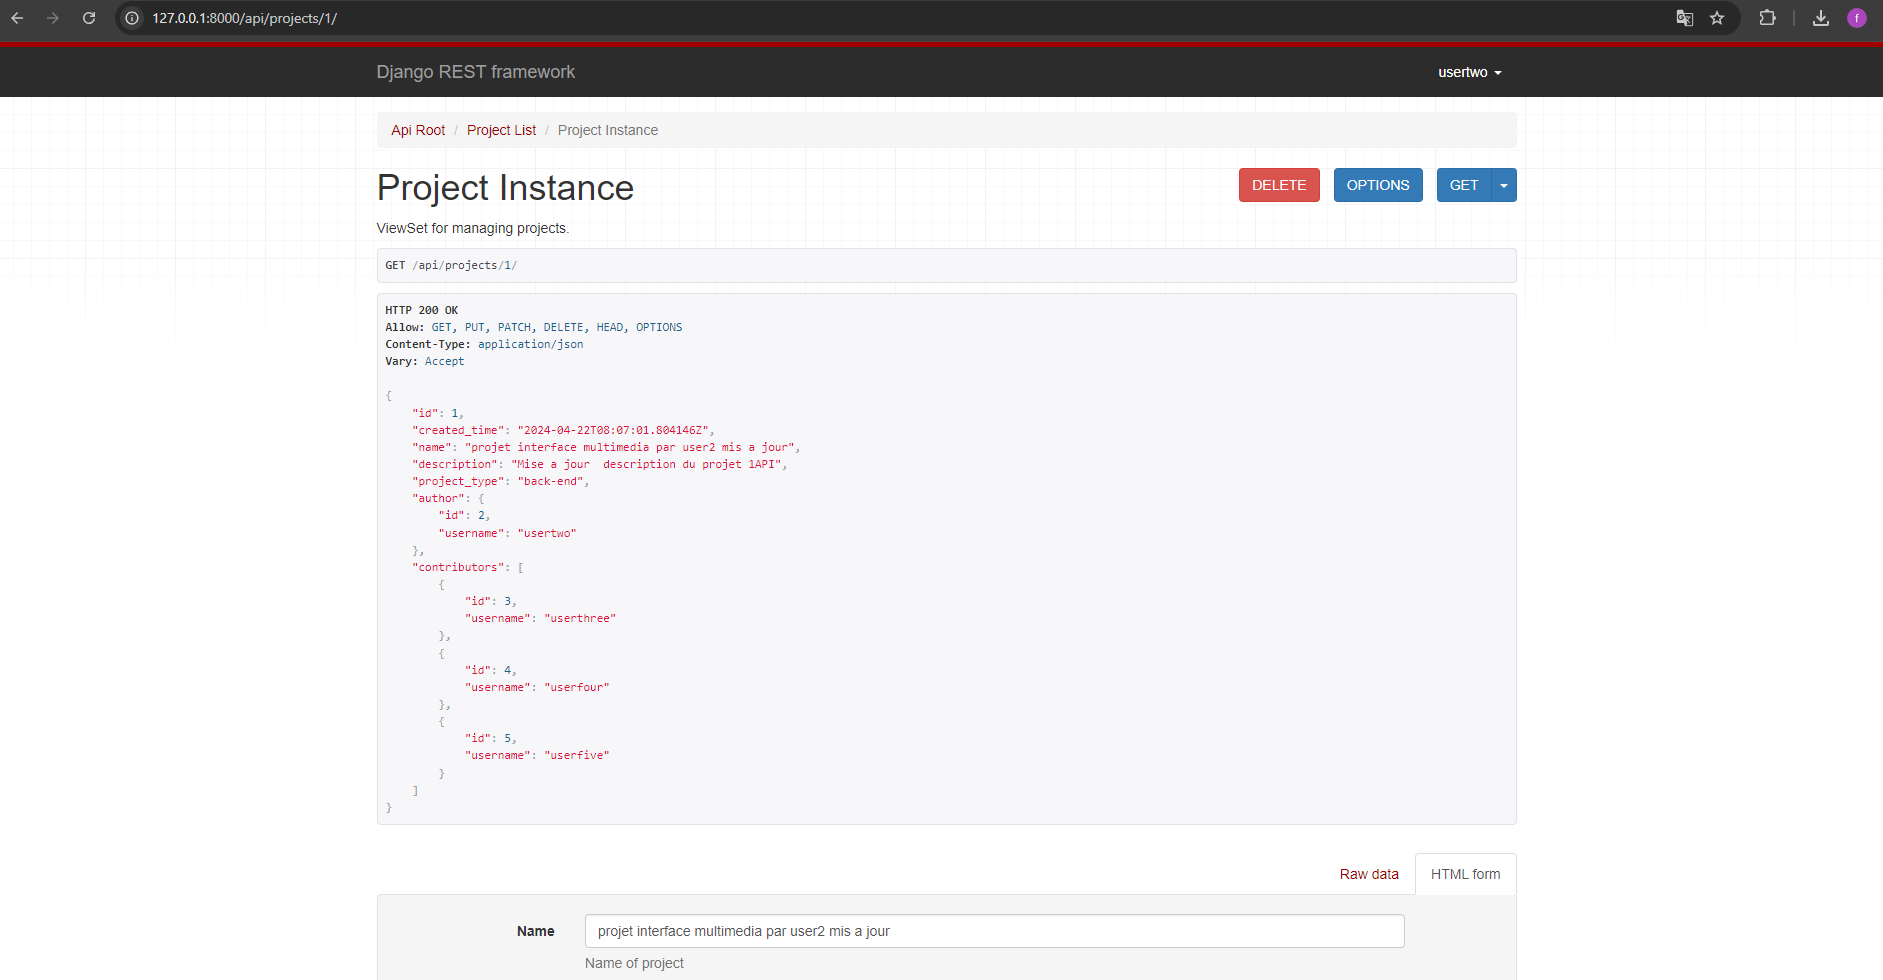 127.0.0.1:8000/api/projects/1/
f
Django REST framework
usertwo
Api Root / Project List / Project Instance
Project Instance
DELETE
OPTIONS
GET
ViewSet for managing projects.
GET /api/projects/1/
HTTP 200 OK
Allow: GET, PUT, PATCH, DELETE, HEAD, OPTIONS
Content-Type: application/json
Vary: Accept
{
    "id": 1,
    "created_time": "2024-04-22T08:07:01.804146Z",
    "name": "projet interface multimedia par user2 mis a jour",
    "description": "Mise a jour  description du projet 1API",
    "project_type": "back-end",
    "author": {
        "id": 2,
        "username": "usertwo"
    },
    "contributors": [
        {
            "id": 3,
            "username": "userthree"
        },
        {
            "id": 4,
            "username": "userfour"
        },
        {
            "id": 5,
            "username": "userfive"
        }
    ]
}
Raw data
HTML form
Name
projet interface multimedia par user2 mis a jour
Name of project